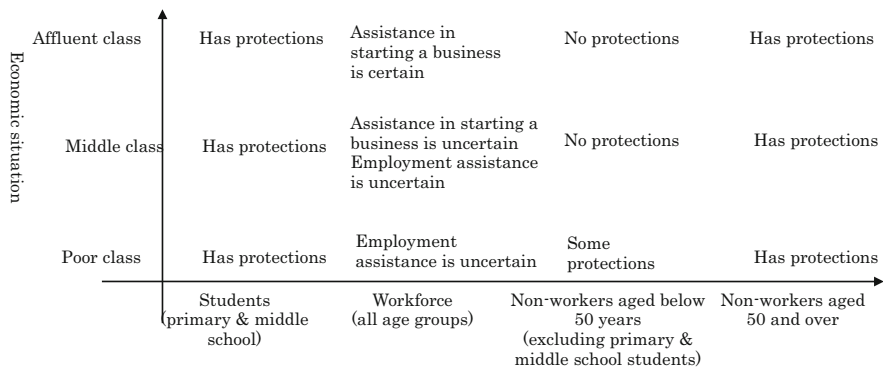 Economic situation
Affluent class
Has protections
Assistance in
starting a business
is certain
No protections
Has protections
Middle class
Has protections
Assistance in starting a
business is uncertain
Employment assistance
is uncertain
No protections
Has protections
Poor class
Has protections
Employment
assistance is uncertain
Some
protections
Has protections
Students
(primary & middle
school)
Workforce
(all age groups)
Non-workers aged below
50 years
(excluding primary &
middle school students)
Non-workers aged
50 and over